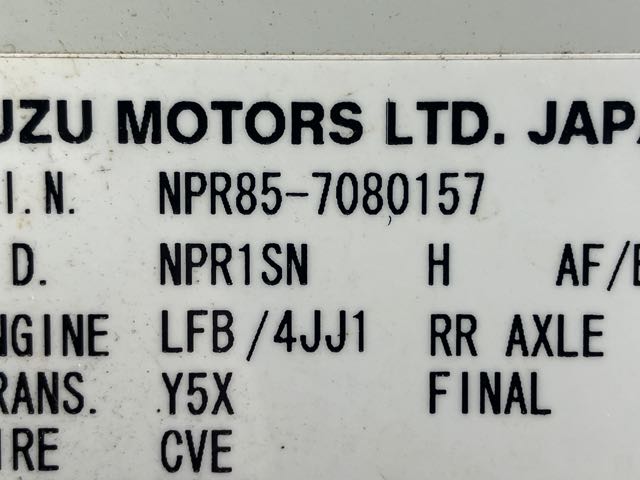 UZU MOTORS LTD. JAPA
I.N. NPR85-7080157
D. NPR1SN H AF/E
NGINE LFB/4JJ1 RR AXLE
RANS. Y5X FINAL
IRE CVE